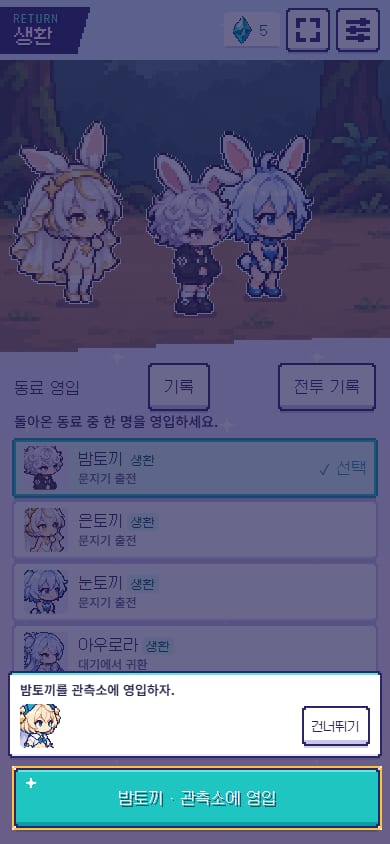 RETURN
생환
5
동료 영입
기록
전투 기록
돌아온 동료 중 한 명을 영입하세요.
밤토끼 생환
문지기 출전
✓ 선택
은토끼 생환
문지기 출전
눈토끼 생환
문지기 출전
아우로라 생환
대기에서 귀환
밤토끼를 관측소에 영입하자.
건너뛰기
밤토끼 · 관측소에 영입